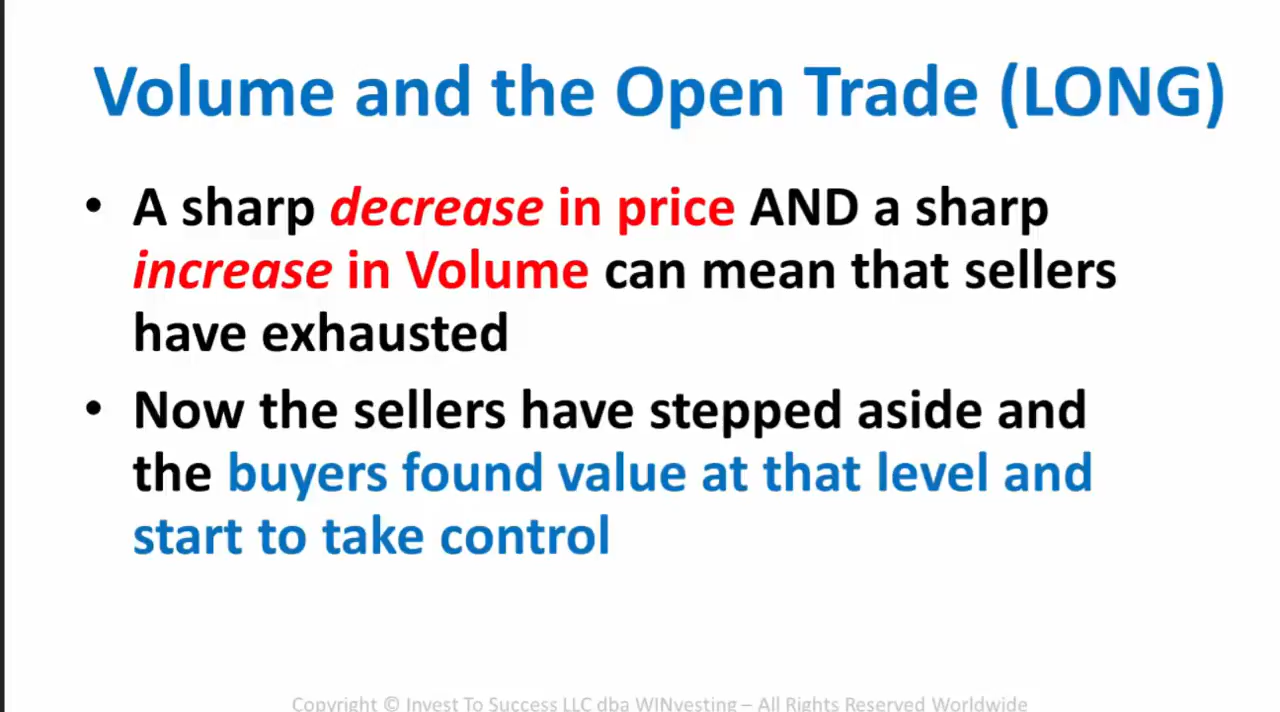 Volume and the Open Trade (LONG)
• A sharp decrease in price AND a sharp
increase in Volume can mean that sellers
have exhausted
• Now the sellers have stepped aside and
the buyers found value at that level and
start to take control
Copyright © Invest To Success LLC dba WINvesting – All Rights Reserved Worldwide